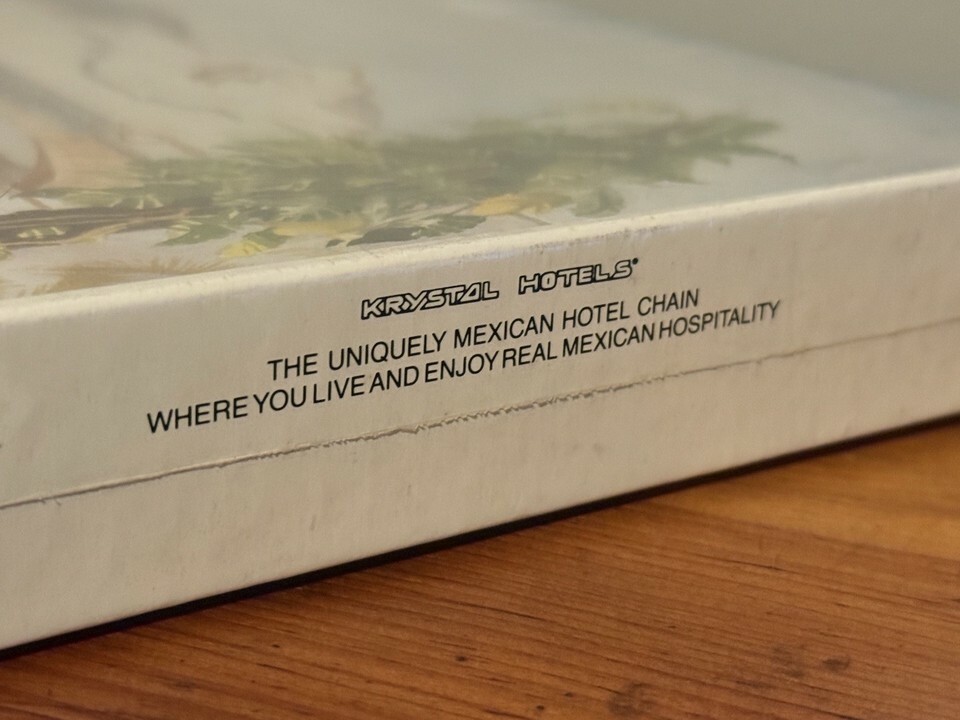 KRYSTAL HOTELS
THE UNIQUELY MEXICAN HOTEL CHAIN
WHERE YOU LIVE AND ENJOY REAL MEXICAN HOSPITALITY